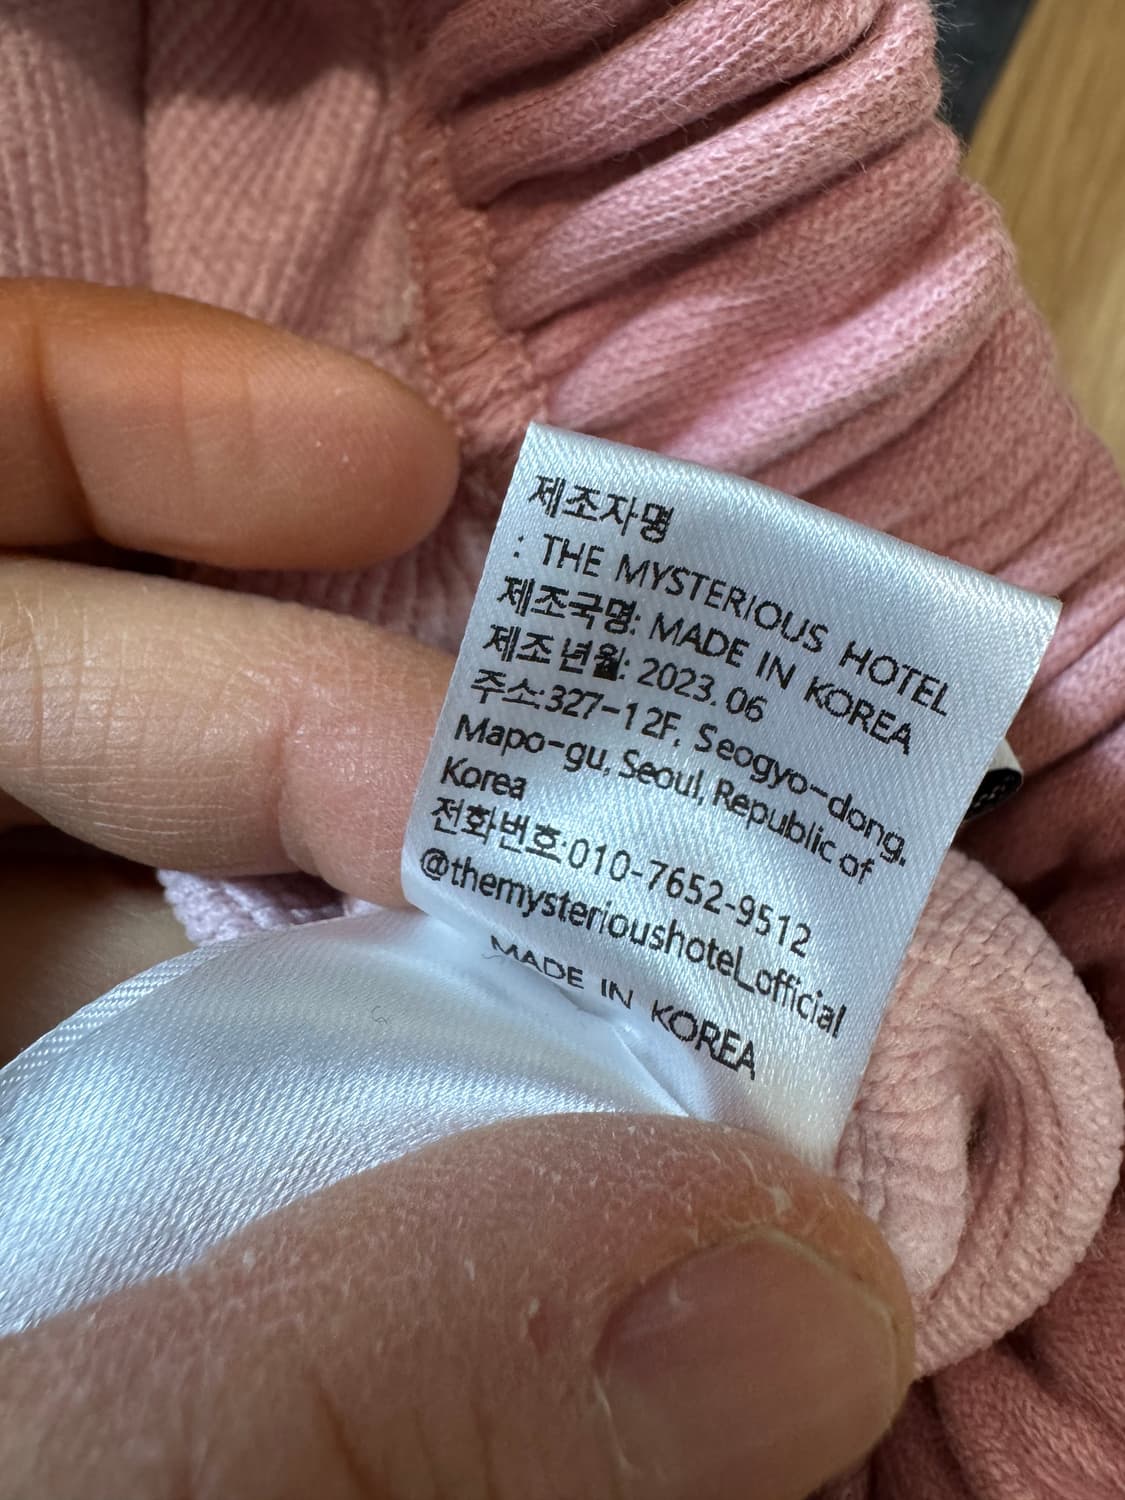 제조자명
: THE MYSTERIOUS HOTEL
제조국명: MADE IN KOREA
제조년월: 2023. 06
주소:327-1 2F, Seogyo-dong,
Mapo-gu, Seoul, Republic of
Korea
전화번호:010-7652-9512
@themysterioushotel_official
MADE IN KOREA